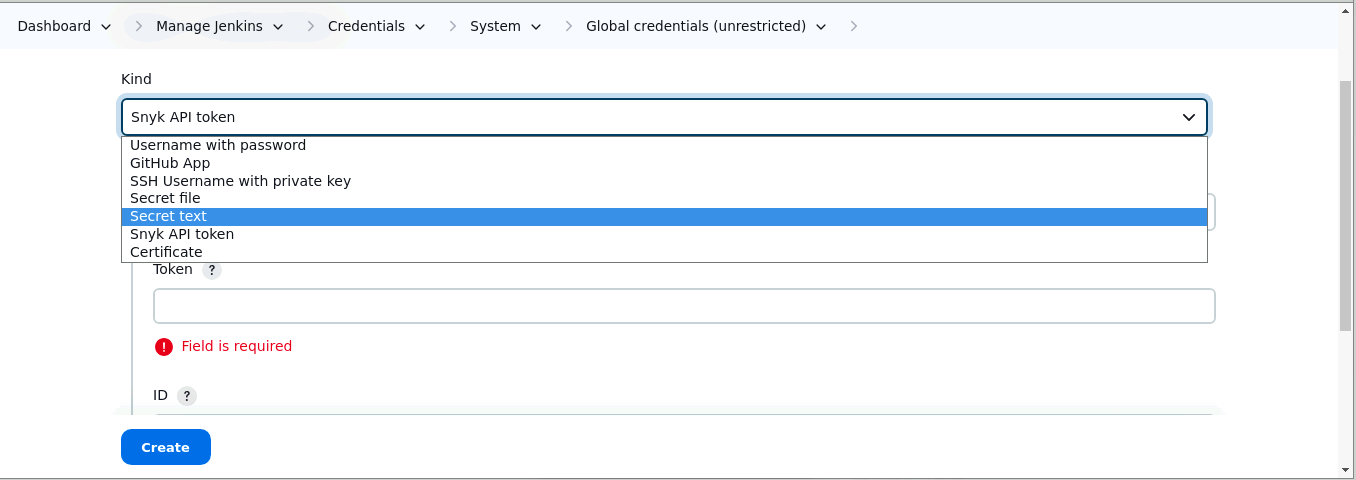 Dashboard Manage Jenkins Credentials System Global credentials (unrestricted)
Kind
Snyk API token
Username with password
GitHub App
SSH Username with private key
Secret file
Secret text
Snyk API token
Certificate
Token ?
! Field is required
ID ?
Create